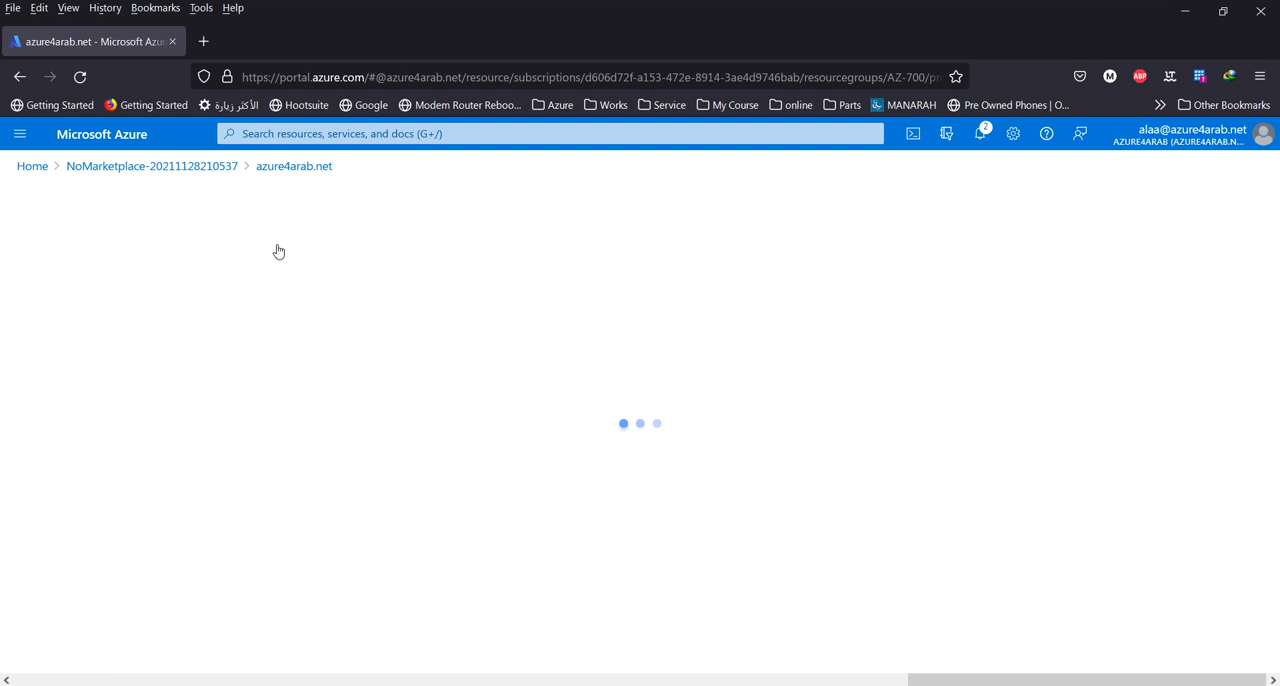 File Edit View History Bookmarks Tools Help
azure4arab.net - Microsoft Azu
https://portal.azure.com/#@azure4arab.net/resource/subscriptions/d606d72f-a153-472e-8914-3ae4d9746bab/resourcegroups/AZ-700/pr
Getting Started Getting Started الأكثر زيارة Hootsuite Google Modem Router Reboo... Azure Works Service My Course online Parts MANARAH Pre Owned Phones | O... Other Bookmarks
Microsoft Azure Search resources, services, and docs (G+/) 2 alaa@azure4arab.net
AZURE4ARAB (AZURE4ARAB.N...
Home > NoMarketplace-20211128210537 > azure4arab.net